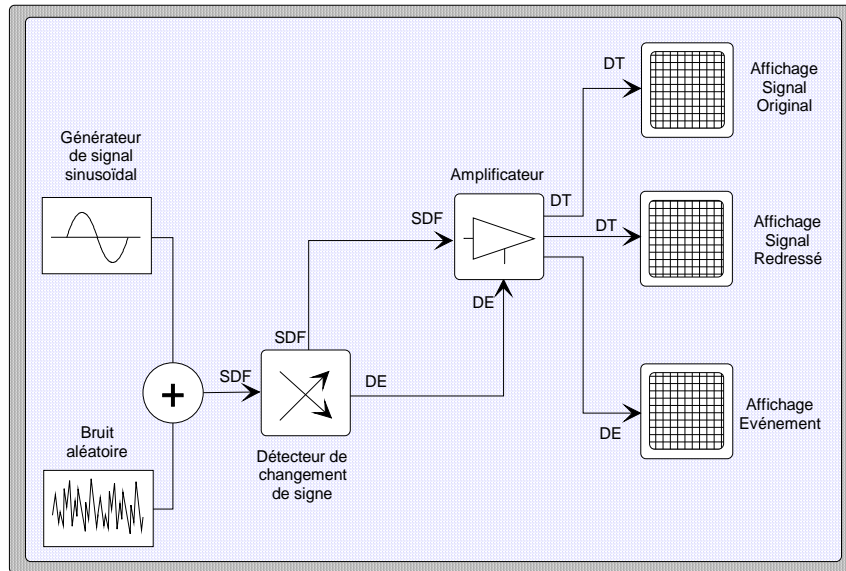 DT
Affichage
Signal
Original
Générateur
de signal
sinusoïdal
Amplificateur
DT
SDF
DT
Affichage
Signal
Redressé
DE
SDF
SDF
DE
+
Affichage
Evénement
DE
Bruit
aléatoire
Détecteur de
changement
de signe